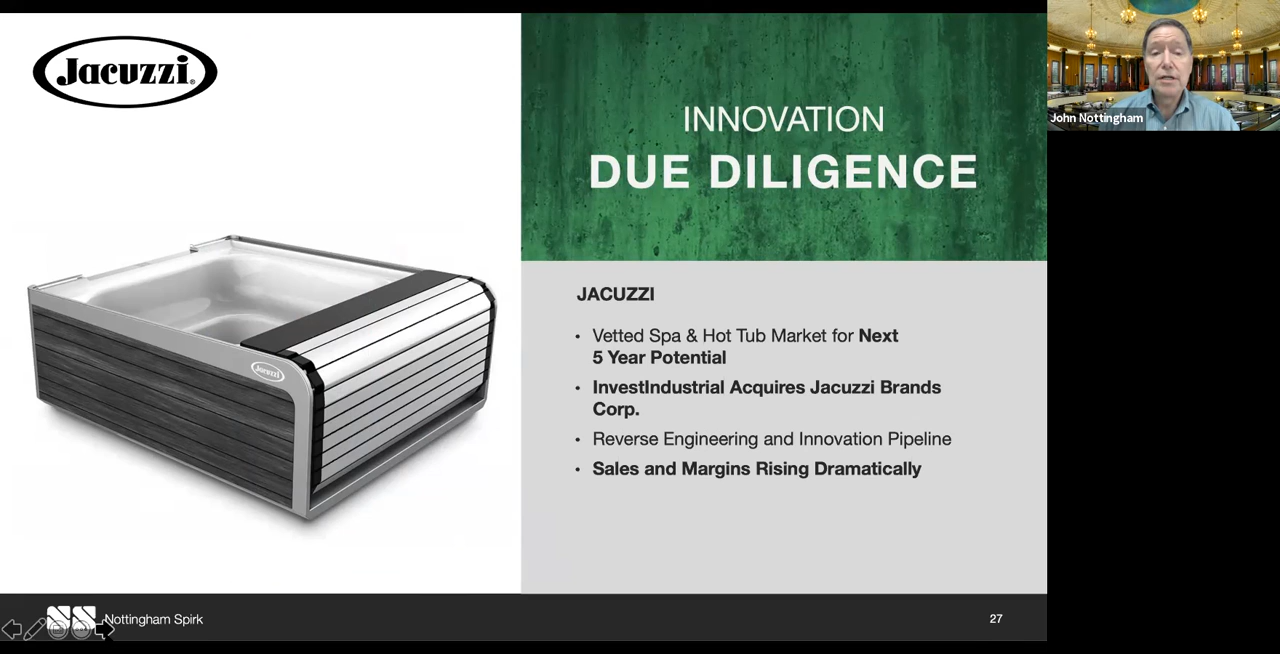 Jacuzzi®
INNOVATION
DUE DILIGENCE
John Nottingham
JACUZZI
• Vetted Spa & Hot Tub Market for Next
5 Year Potential
• InvestIndustrial Acquires Jacuzzi Brands
Corp.
• Reverse Engineering and Innovation Pipeline
• Sales and Margins Rising Dramatically
Jacuzzi
Nottingham Spirk
27